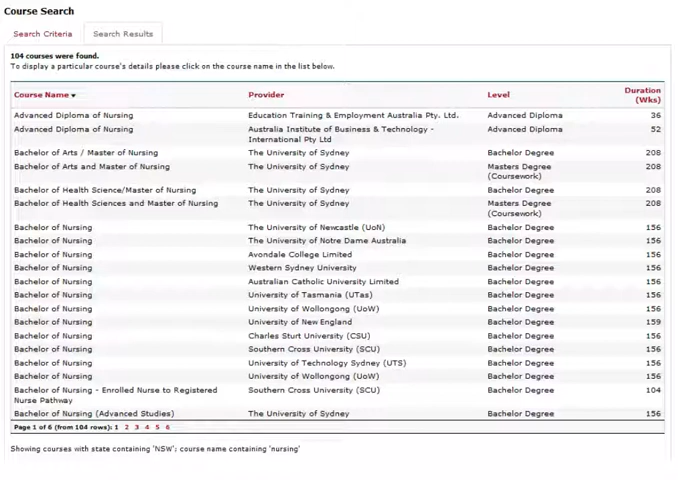 Course Search
Search Criteria Search Results
104 courses were found.
To display a particular course's details please click on the course name in the list below.
Course Name ▾ Provider Level Duration (Wks)
Advanced Diploma of Nursing Education Training & Employment Australia Pty. Ltd. Advanced Diploma 36
Advanced Diploma of Nursing Australia Institute of Business & Technology - Advanced Diploma 52
International Pty Ltd
Bachelor of Arts / Master of Nursing The University of Sydney Bachelor Degree 208
Bachelor of Arts and Master of Nursing The University of Sydney Masters Degree 208
(Coursework)
Bachelor of Health Science/Master of Nursing The University of Sydney Bachelor Degree 208
Bachelor of Health Sciences and Master of Nursing The University of Sydney Masters Degree 208
(Coursework)
Bachelor of Nursing The University of Newcastle (UoN) Bachelor Degree 156
Bachelor of Nursing The University of Notre Dame Australia Bachelor Degree 156
Bachelor of Nursing Avondale College Limited Bachelor Degree 156
Bachelor of Nursing Western Sydney University Bachelor Degree 156
Bachelor of Nursing Australian Catholic University Limited Bachelor Degree 156
Bachelor of Nursing University of Tasmania (UTas) Bachelor Degree 156
Bachelor of Nursing University of Wollongong (UoW) Bachelor Degree 156
Bachelor of Nursing University of New England Bachelor Degree 159
Bachelor of Nursing Charles Sturt University (CSU) Bachelor Degree 156
Bachelor of Nursing Southern Cross University (SCU) Bachelor Degree 156
Bachelor of Nursing University of Technology Sydney (UTS) Bachelor Degree 156
Bachelor of Nursing University of Wollongong (UoW) Bachelor Degree 156
Bachelor of Nursing - Enrolled Nurse to Registered Southern Cross University (SCU) Bachelor Degree 104
Nurse Pathway
Bachelor of Nursing (Advanced Studies) The University of Sydney Bachelor Degree 156
Page 1 of 6 (from 104 rows): 1 2 3 4 5 6
Showing courses with state containing 'NSW'; course name containing 'nursing'